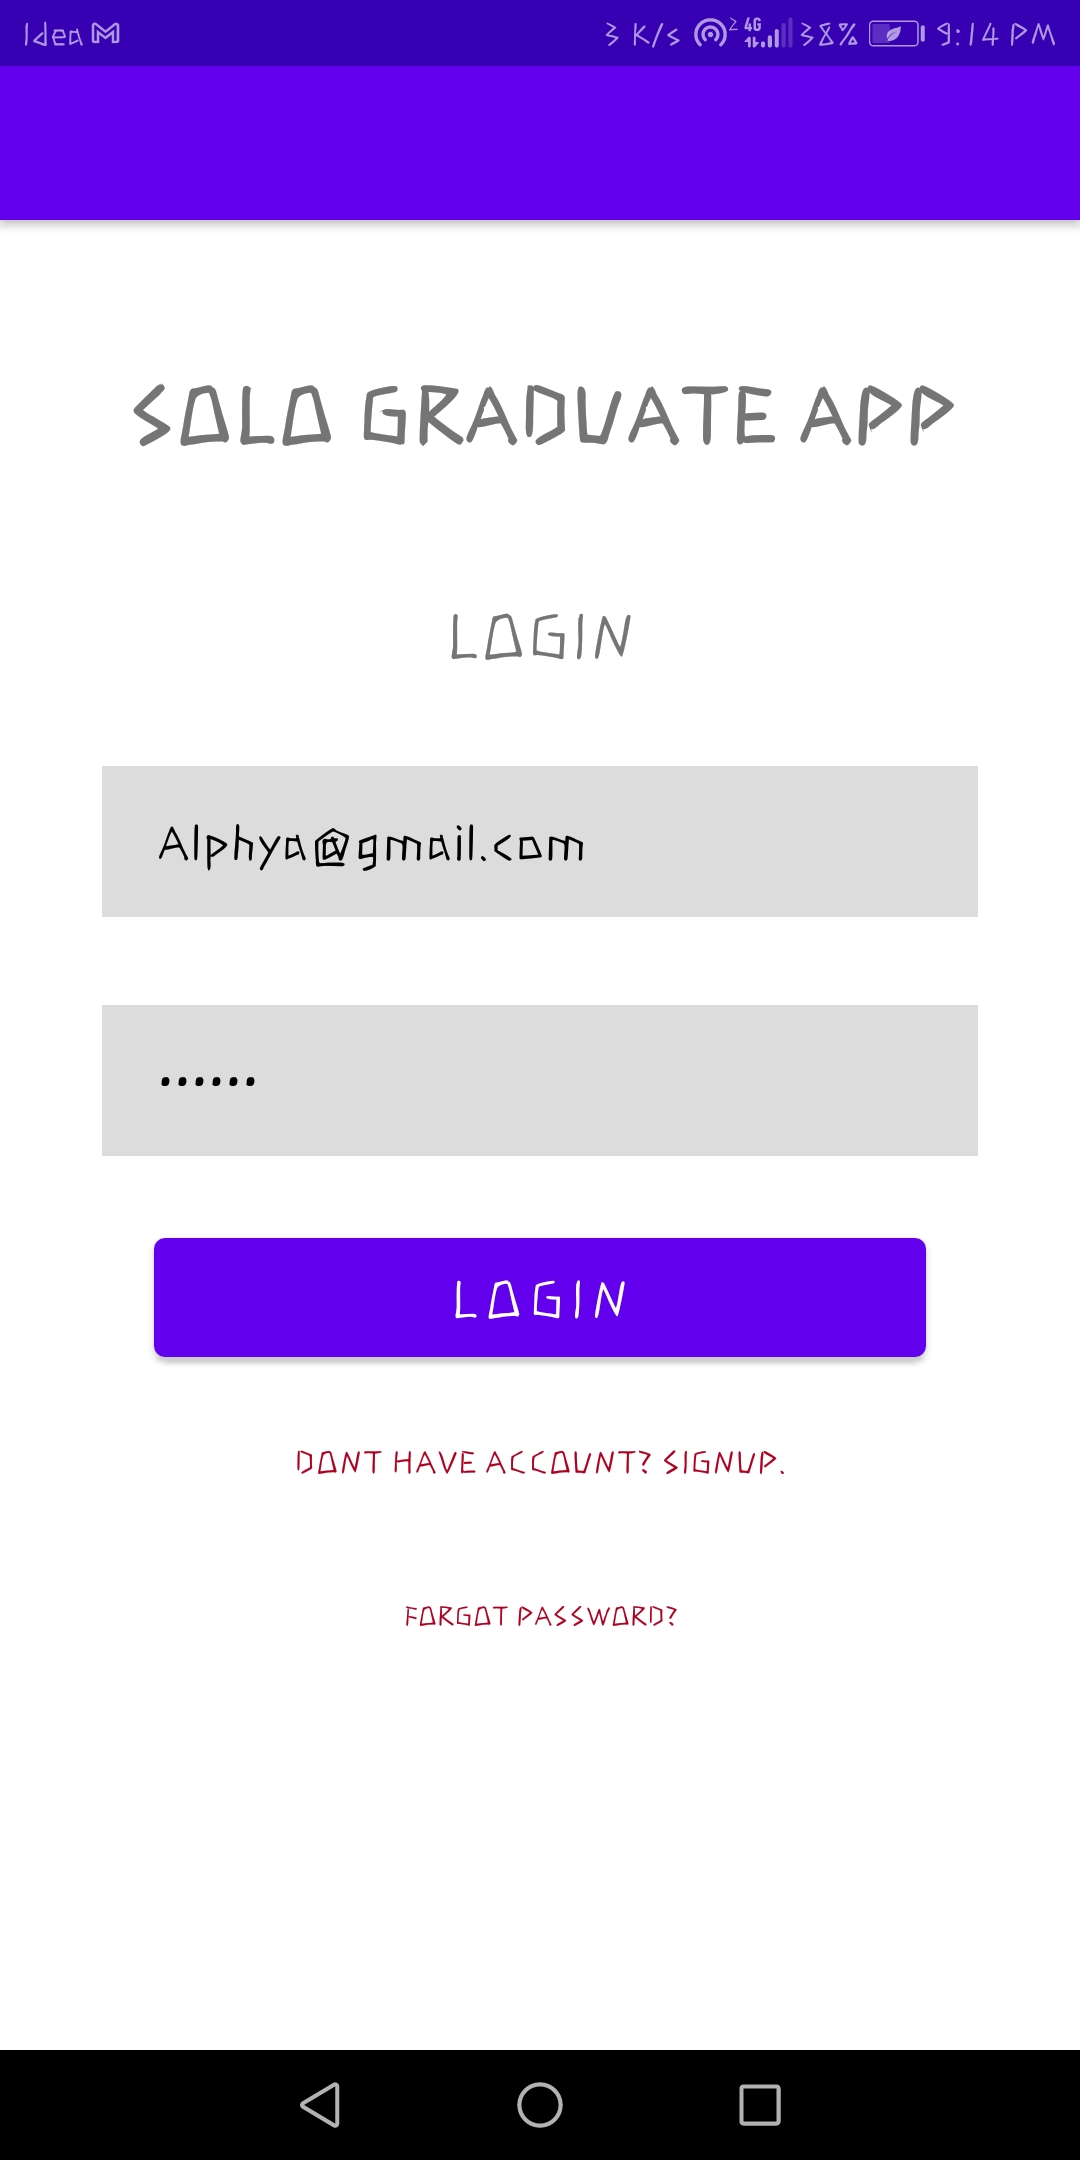 Idea 3 K/s 2 4G 38% 9:14 PM
SOLO GRADUATE APP
LOGIN
Alphya@gmail.com
••••••
LOGIN
DONT HAVE ACCOUNT? SIGNUP.
FORGOT PASSWORD?